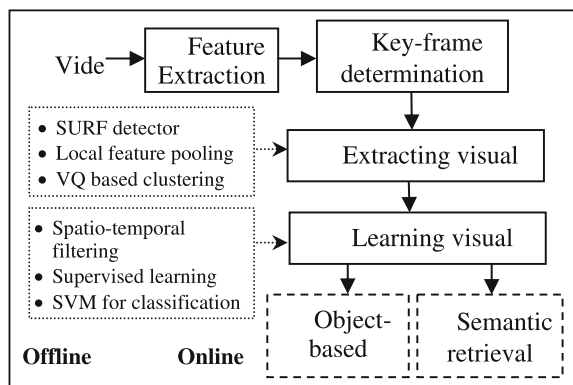 Vide
Feature
Extraction
Key-frame
determination
• SURF detector
• Local feature pooling
• VQ based clustering
Extracting visual
• Spatio-temporal
filtering
• Supervised learning
• SVM for classification
Learning visual
Object-
based
Semantic
retrieval
Offline
Online